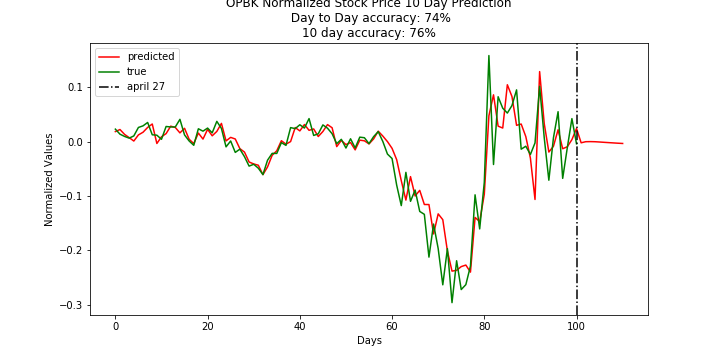 OPBK Normalized Stock Price 10 Day Prediction
Day to Day accuracy: 74%
10 day accuracy: 76%
predicted
true
april 27
Normalized Values
0.1
0.0
−0.1
−0.2
−0.3
0 20 40 60 80 100
Days